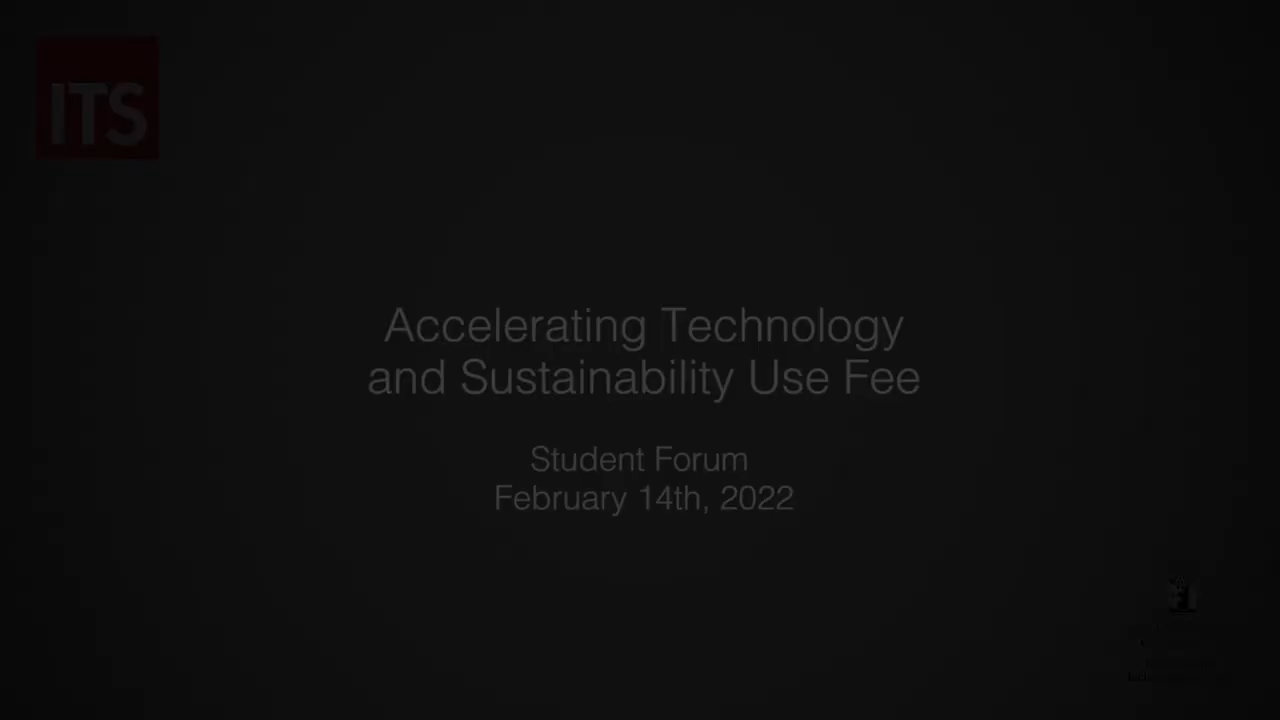 ITS
Accelerating Technology
and Sustainability Use Fee
Student Forum
February 14th, 2022